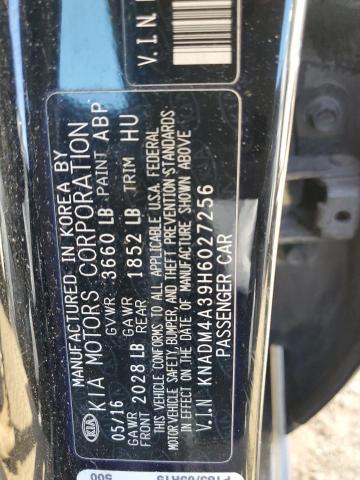 V.I.N
MANUFACTURED IN KOREA BY
KIA KIA MOTORS CORPORATION
GVWR 3660 LB PAINT ABP
05/16
GAWR FRONT 2028 LB GAWR REAR 1852 LB TRIM HU
THIS VEHICLE CONFORMS TO ALL APPLICABLE U.S.A. FEDERAL
MOTOR VEHICLE SAFETY, BUMPER, AND THEFT PREVENTION STANDARDS
IN EFFECT ON THE DATE OF MANUFACTURE SHOWN ABOVE
V.I.N KNADM4A39H6027256
PASSENGER CAR